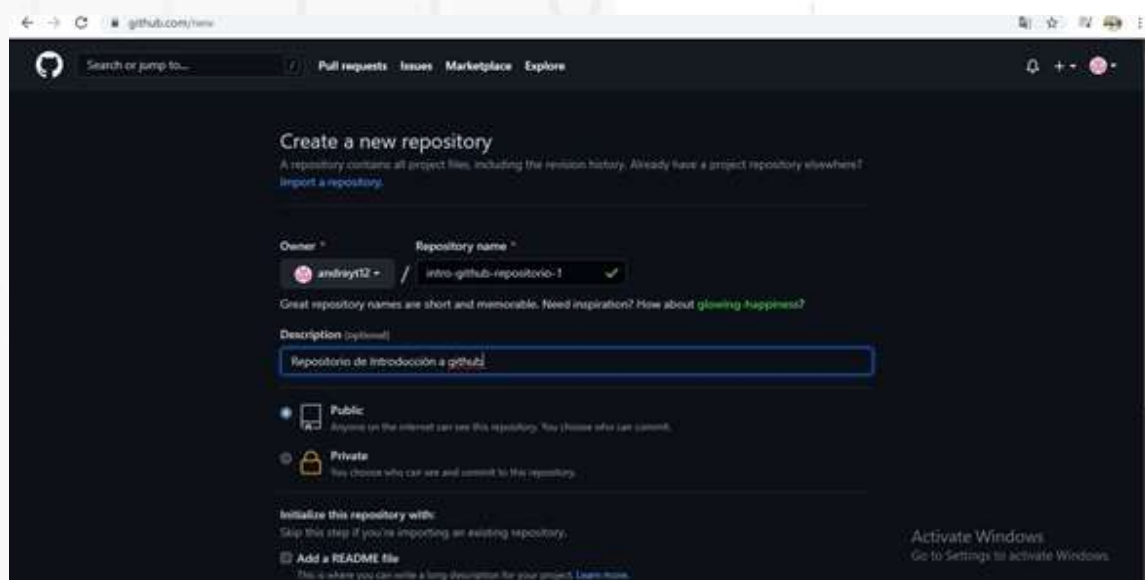 github.com/new
Search or jump to...
/
Pull requests Issues Marketplace Explore
Create a new repository
A repository contains all project files, including the revision history. Already have a project repository elsewhere?
Import a repository.
Owner *
Repository name *
andreyt12
/
intro-github-repositorio-1
Great repository names are short and memorable. Need inspiration? How about glowing-happiness?
Description (optional)
Repositorio de Introducción a github
Public
Anyone on the internet can see this repository. You choose who can commit.
Private
You choose who can see and commit to this repository.
Initialize this repository with:
Skip this step if you're importing an existing repository.
Add a README file
This is where you can write a long description for your project. Learn more.
Activate Windows
Go to Settings to activate Windows.